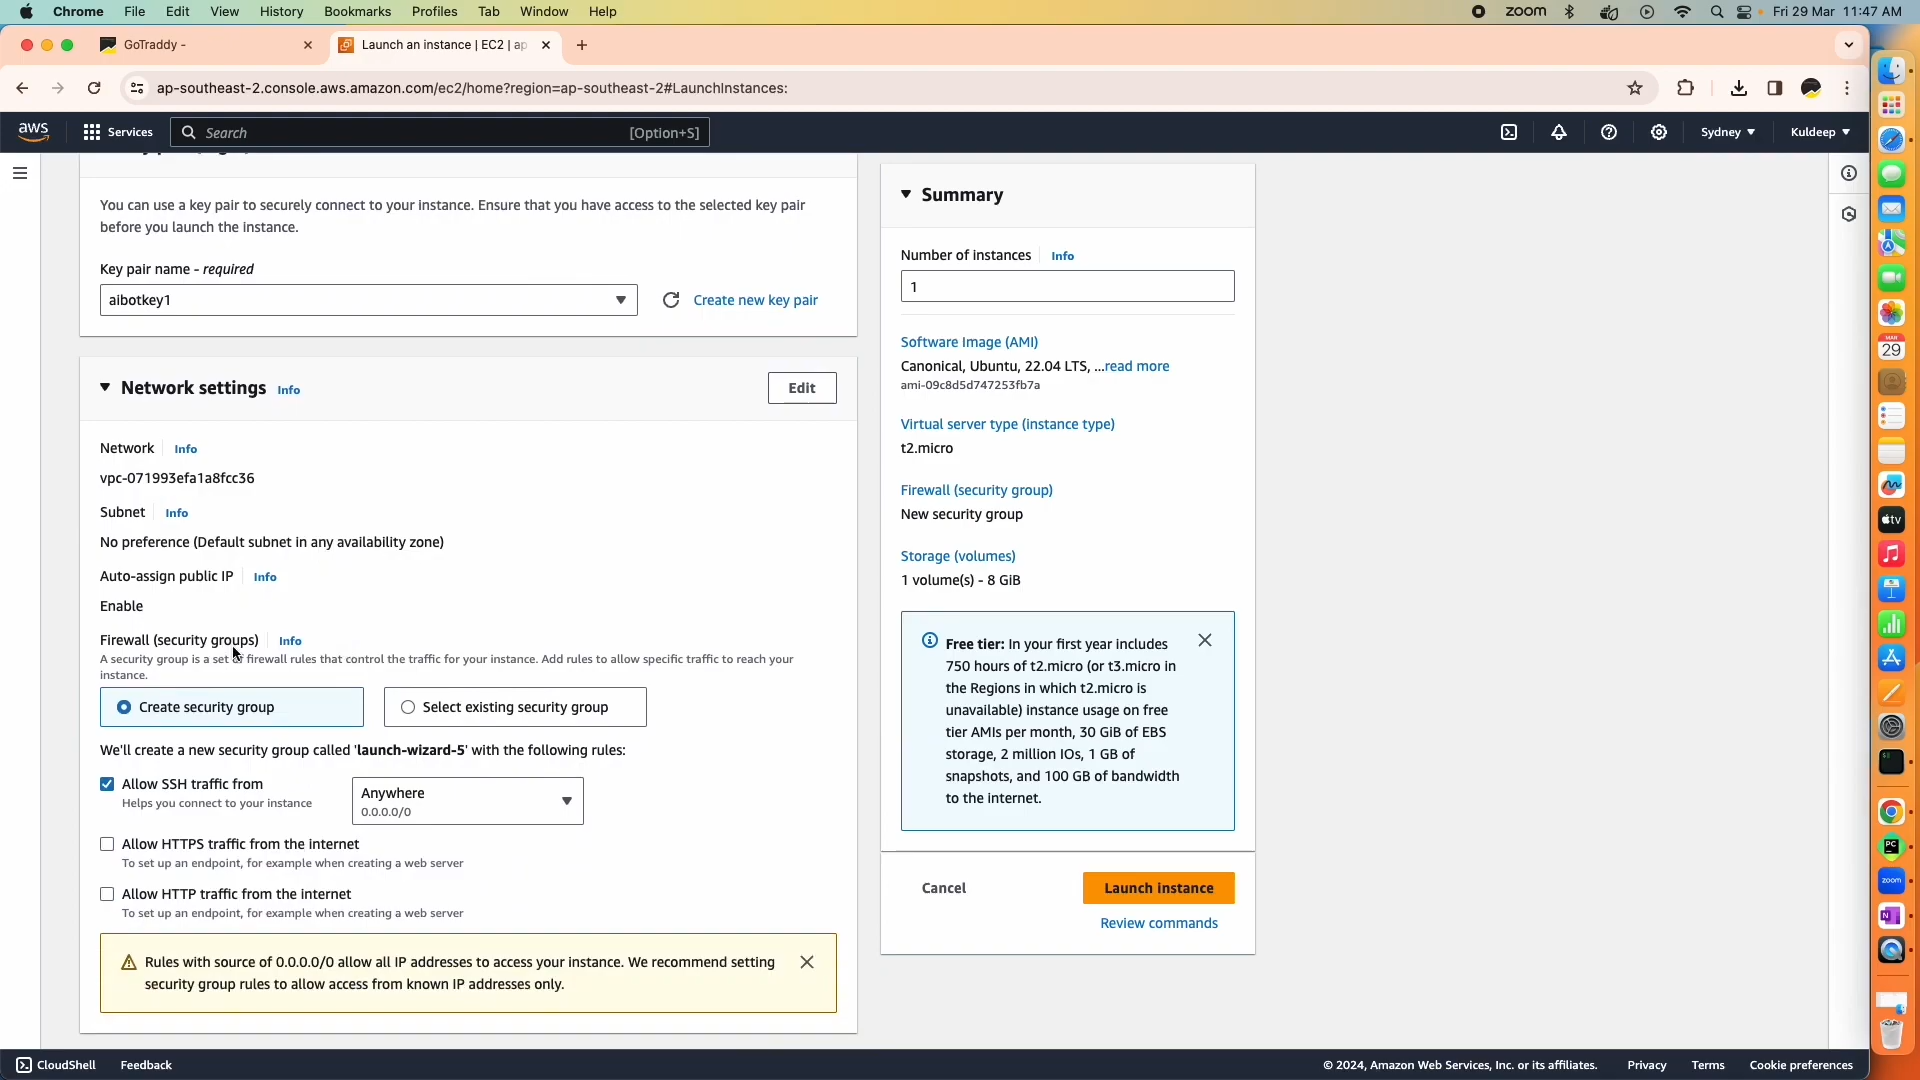 Chrome File Edit View History Bookmarks Profiles Tab Window Help
zoom Fri 29 Mar 11:47 AM
GoTraddy -
Launch an instance | EC2 | ap
ap-southeast-2.console.aws.amazon.com/ec2/home?region=ap-southeast-2#LaunchInstances:
aws Services Search [Option+S] Sydney Kuldeep
You can use a key pair to securely connect to your instance. Ensure that you have access to the selected key pair
before you launch the instance.
Key pair name - required
aibotkey1
Create new key pair
Network settings Info
Edit
Network Info
vpc-071993efa1a8fcc36
Subnet Info
No preference (Default subnet in any availability zone)
Auto-assign public IP Info
Enable
Firewall (security groups) Info
A security group is a set of firewall rules that control the traffic for your instance. Add rules to allow specific traffic to reach your
instance.
Create security group
Select existing security group
We'll create a new security group called 'launch-wizard-5' with the following rules:
Allow SSH traffic from
Helps you connect to your instance
Anywhere
0.0.0.0/0
Allow HTTPS traffic from the internet
To set up an endpoint, for example when creating a web server
Allow HTTP traffic from the internet
To set up an endpoint, for example when creating a web server
Rules with source of 0.0.0.0/0 allow all IP addresses to access your instance. We recommend setting
security group rules to allow access from known IP addresses only.
Summary
Number of instances Info
1
Software Image (AMI)
Canonical, Ubuntu, 22.04 LTS, ...read more
ami-09c8d5d747253fb7a
Virtual server type (instance type)
t2.micro
Firewall (security group)
New security group
Storage (volumes)
1 volume(s) - 8 GiB
Free tier: In your first year includes
750 hours of t2.micro (or t3.micro in
the Regions in which t2.micro is
unavailable) instance usage on free
tier AMIs per month, 30 GiB of EBS
storage, 2 million IOs, 1 GB of
snapshots, and 100 GB of bandwidth
to the internet.
Cancel
Launch instance
Review commands
MAR
29
tv
PC
zoom
N
CloudShell Feedback
© 2024, Amazon Web Services, Inc. or its affiliates. Privacy Terms Cookie preferences